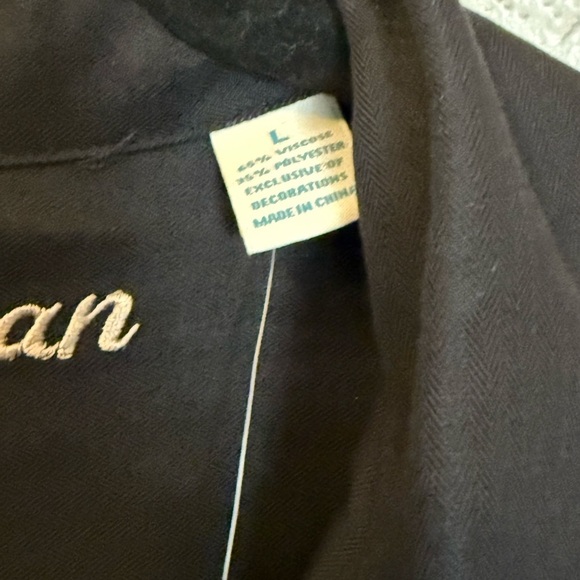 L
65% VISCOSE
35% POLYESTER
EXCLUSIVE OF
DECORATIONS
MADE IN CHINA
an